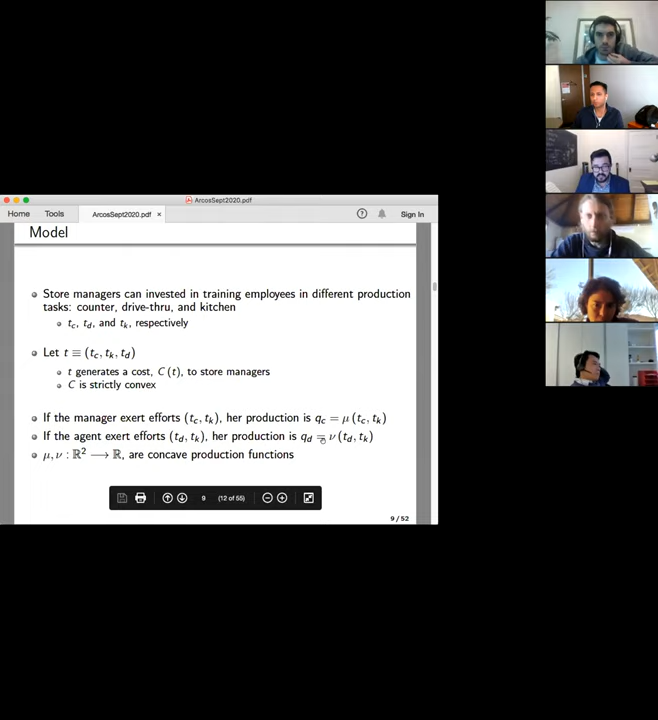 ArcosSept2020.pdf
Home Tools ArcosSept2020.pdf × Sign In
Model
Store managers can invested in training employees in different production
tasks: counter, drive-thru, and kitchen
t_c, t_d, and t_k, respectively
Let t ≡ (t_c, t_k, t_d)
t generates a cost, C(t), to store managers
C is strictly convex
If the manager exert efforts (t_c, t_k), her production is q_c = μ(t_c, t_k)
If the agent exert efforts (t_d, t_k), her production is q_d = ν(t_d, t_k)
μ, ν : ℝ² ⟶ ℝ, are concave production functions
9 (12 of 55)
9 / 52